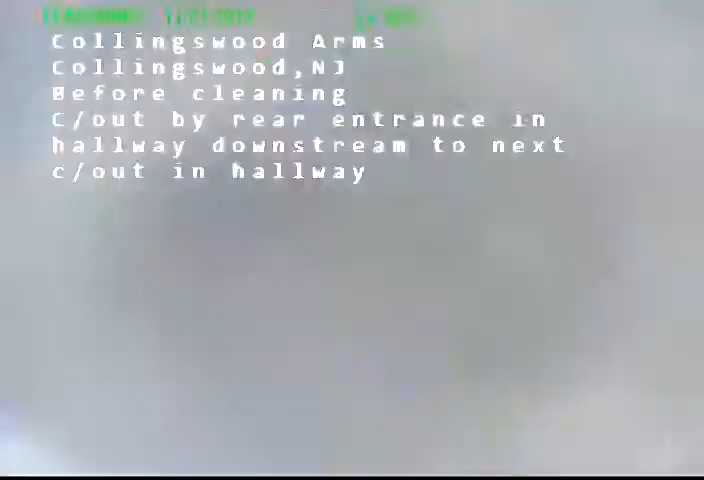 Collingswood Arms
Collingswood,NJ
Before cleaning
C/out by rear entrance in
hallway downstream to next
c/out in hallway